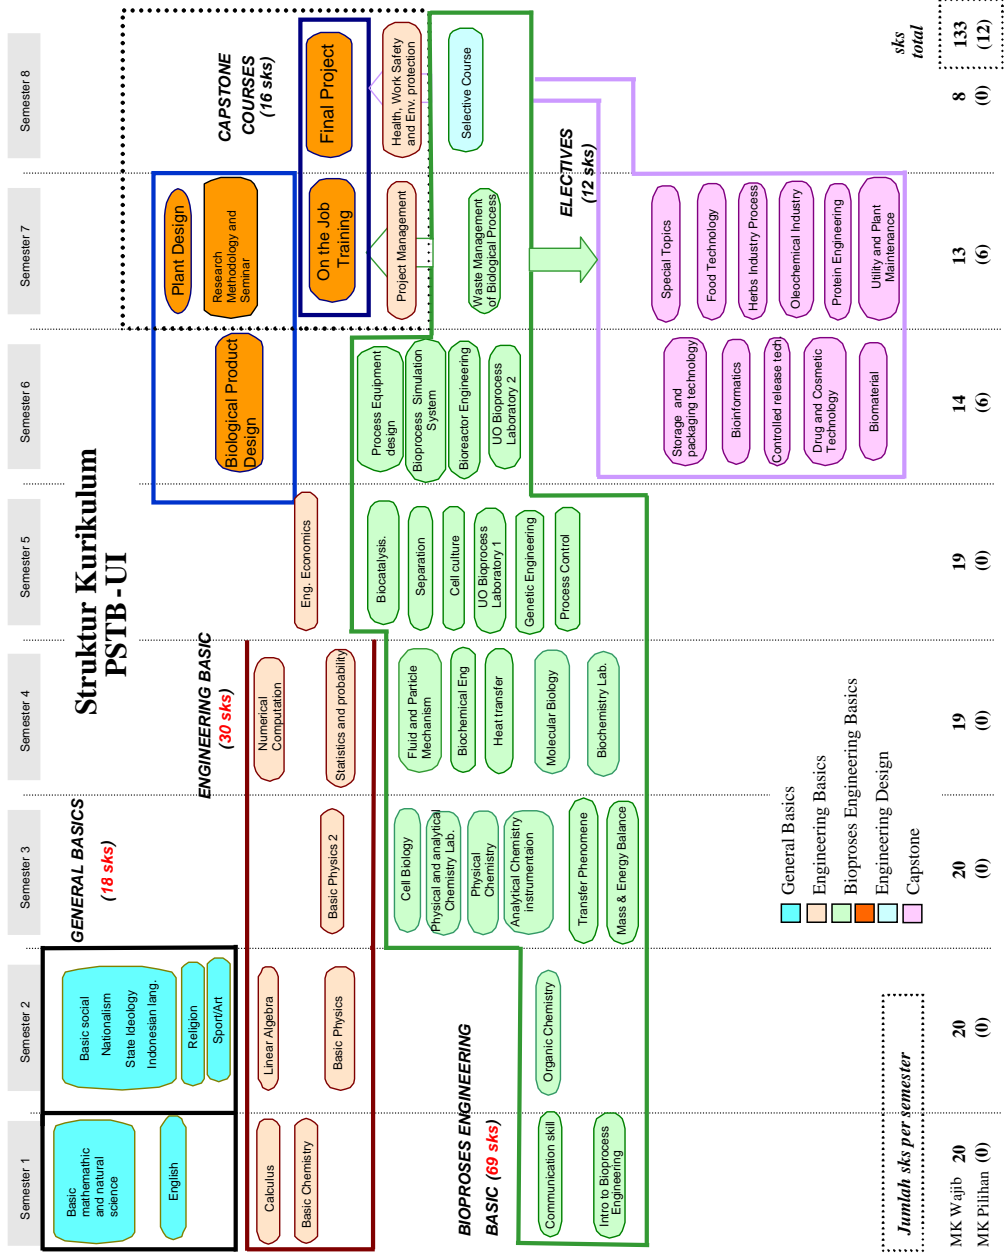 Struktur Kurikulum
PSTB-UI
Semester 1
Semester 2
Semester 3
Semester 4
Semester 5
Semester 6
Semester 7
Semester 8
GENERAL BASICS
(18 sks)
Basic
mathemathic
and natural
science
English
Basic social
Nationalism
State Ideology
Indonesian lang.
Religion
Sport/Art
ENGINEERING BASIC
(30 sks)
Calculus
Basic Chemistry
Linear Algebra
Basic Physics
Basic Physics 2
Numerical
Computation
Statistics and probability
Eng. Economics
BIOPROSES ENGINEERING
BASIC (69 sks)
Communication skill
Intro to Bioprocess
Engineering
Organic Chemistry
Cell Biology
Physical and analytical
Chemistry Lab.
Physical
Chemistry
Analytical Chemistry
instrumentaion
Transfer Phenomene
Mass & Energy Balance
Fluid and Particle
Mechanism
Biochemical Eng
Heat transfer
Molecular Biology
Biochemistry Lab.
Biocatalysis.
Separation
Cell culture
UO Bioprocess
Laboratory 1
Genetic Engineering
Process Control
Process Equipment
design
Bioprocess Simulation
System
Bioreactor Engineering
UO Bioprocess
Laboratory 2
Biological Product
Design
Plant Design
Research
Methodology and
Seminar
CAPSTONE
COURSES
(16 sks)
On the Job
Training
Final Project
Project Management
Health, Work Safety
and Env. protection
Waste Management
of Biological Process
Selective Course
ELECTIVES
(12 sks)
Storage and
packaging technology
Bioinformatics
Controlled release tech
Drug and Cosmetic
Technology
Biomaterial
Special Topics
Food Technology
Herbs Industry Process
Oleochemical Industry
Protein Engineering
Utility and Plant
Maintenance
General Basics
Engineering Basics
Bioproses Engineering Basics
Engineering Design
Capstone
Jumlah sks per semester
sks
total
MK Wajib 20 20 20 19 19 14 13 8 133
MK Pilihan (0) (0) (0) (0) (0) (6) (6) (0) (12)